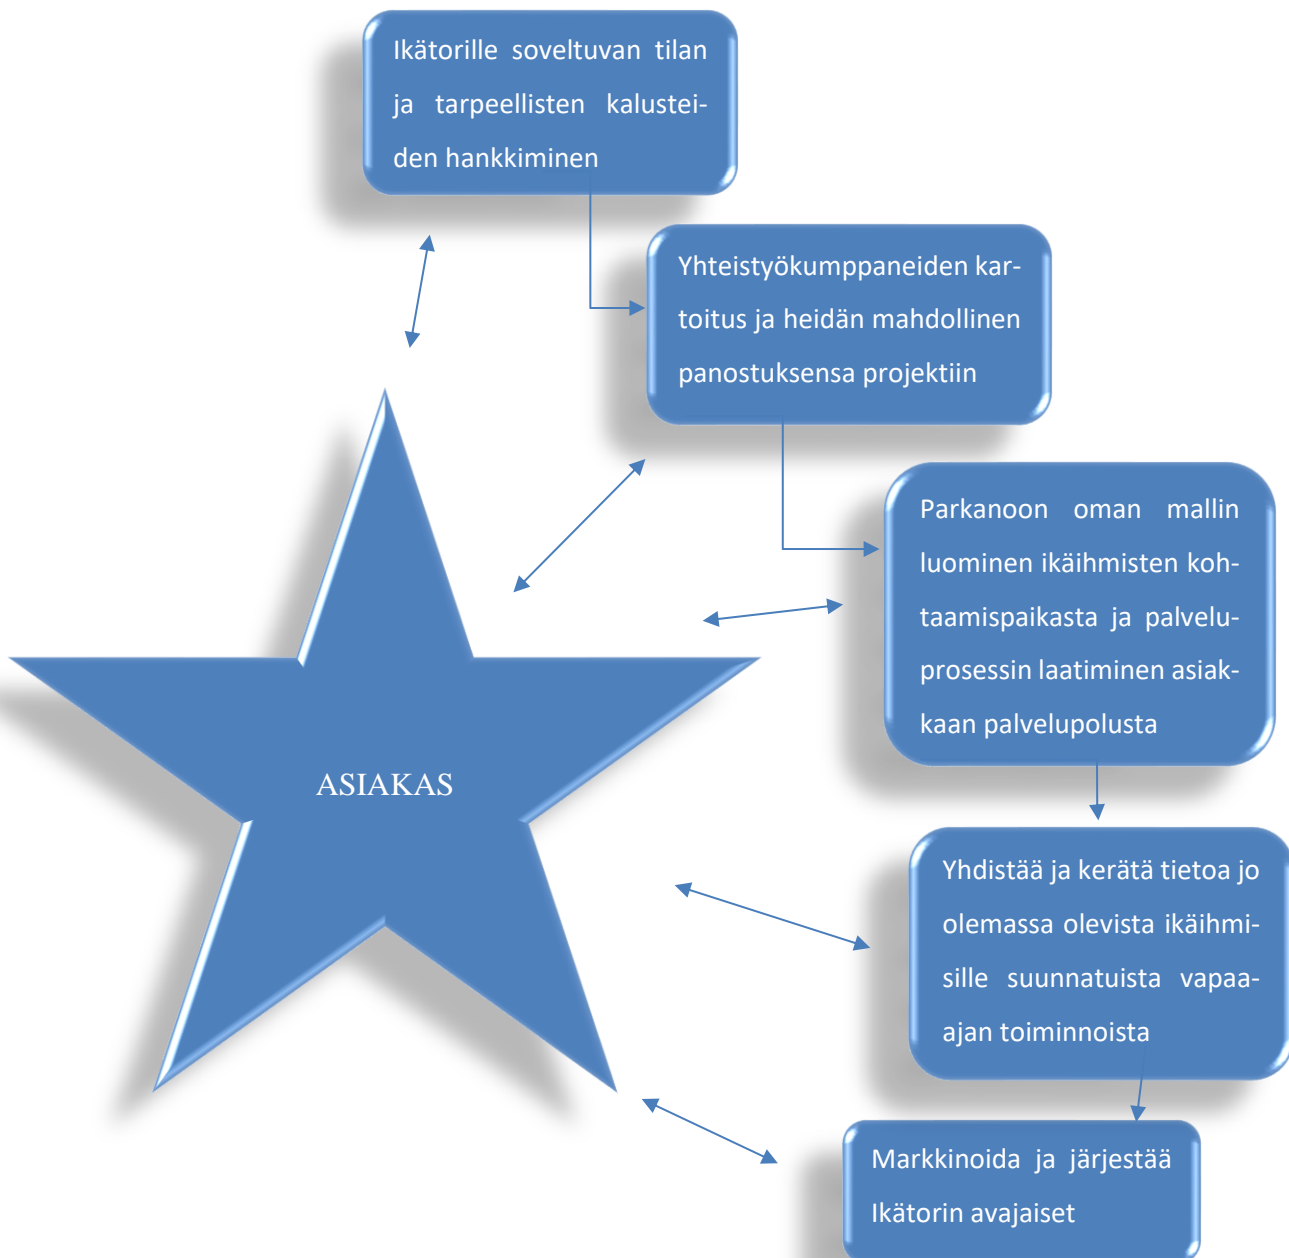 Ikätorille soveltuvan tilan
ja tarpeellisten kalustei-
den hankkiminen
Yhteistyökumppaneiden kar-
toitus ja heidän mahdollinen
panostuksensa projektiin
Parkanoon oman mallin
luominen ikäihmisten koh-
taamispaikasta ja palvelu-
prosessin laatiminen asiak-
kaan palvelupolusta
ASIAKAS
Yhdistää ja kerätä tietoa jo
olemassa olevista ikäihmi-
sille suunnatuista vapaa-
ajan toiminnoista
Markkinoida ja järjestää
Ikätorin avajaiset